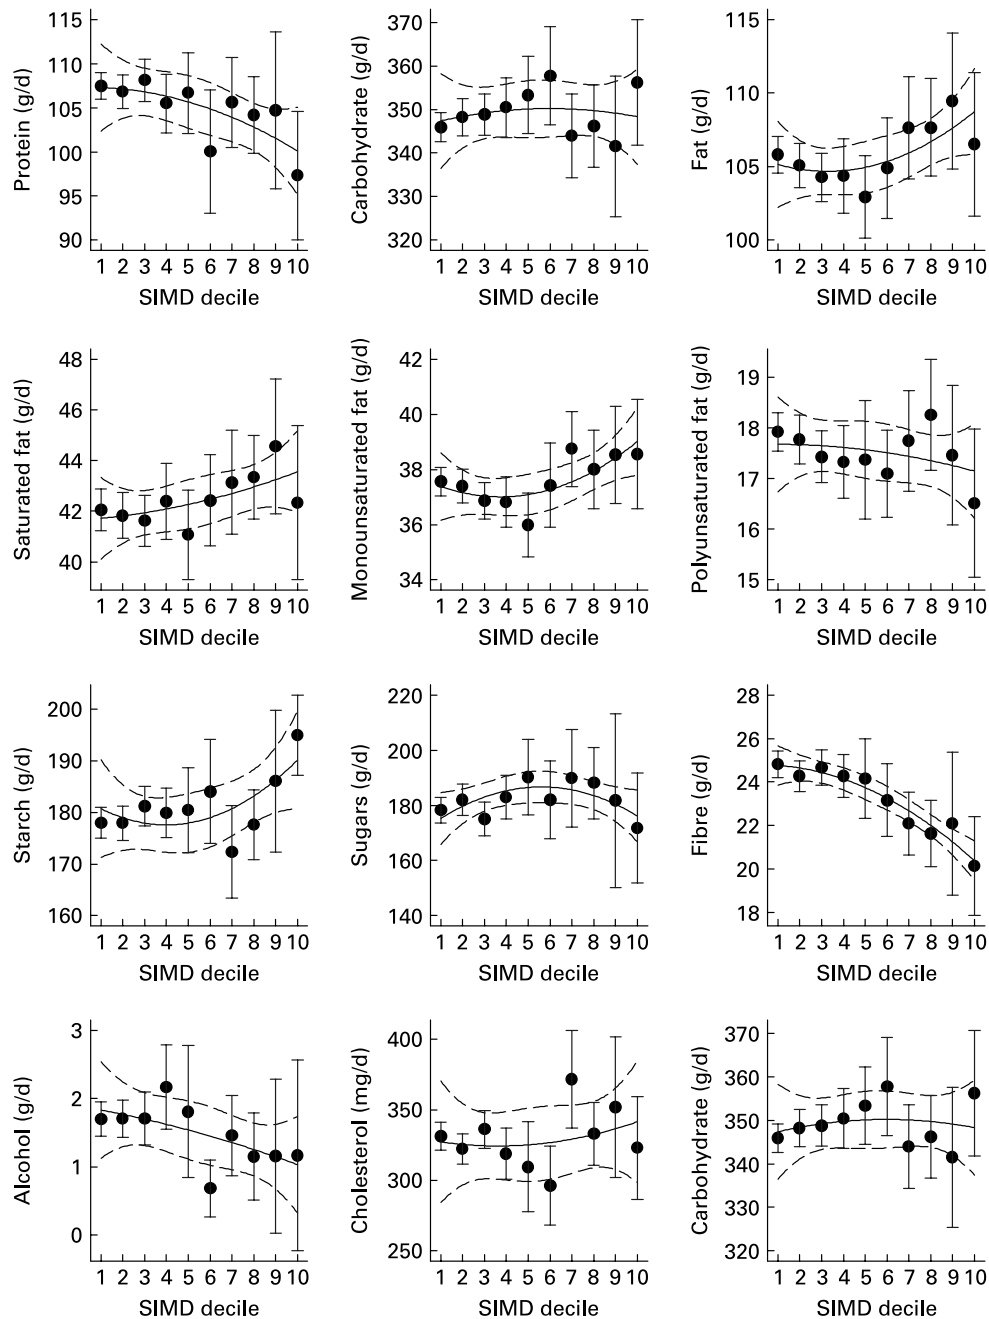 Protein (g/d)
115
110
105
100
95
90
1 2 3 4 5 6 7 8 9 10
SIMD decile
Carbohydrate (g/d)
370
360
350
340
330
320
1 2 3 4 5 6 7 8 9 10
SIMD decile
Fat (g/d)
115
110
105
100
1 2 3 4 5 6 7 8 9 10
SIMD decile
Saturated fat (g/d)
48
46
44
42
40
1 2 3 4 5 6 7 8 9 10
SIMD decile
Monounsaturated fat (g/d)
42
40
38
36
34
1 2 3 4 5 6 7 8 9 10
SIMD decile
Polyunsaturated fat (g/d)
19
18
17
16
15
1 2 3 4 5 6 7 8 9 10
SIMD decile
Starch (g/d)
200
190
180
170
160
1 2 3 4 5 6 7 8 9 10
SIMD decile
Sugars (g/d)
220
200
180
160
140
1 2 3 4 5 6 7 8 9 10
SIMD decile
Fibre (g/d)
28
26
24
22
20
18
1 2 3 4 5 6 7 8 9 10
SIMD decile
Alcohol (g/d)
3
2
1
0
1 2 3 4 5 6 7 8 9 10
SIMD decile
Cholesterol (mg/d)
400
350
300
250
1 2 3 4 5 6 7 8 9 10
SIMD decile
Carbohydrate (g/d)
370
360
350
340
330
320
1 2 3 4 5 6 7 8 9 10
SIMD decile